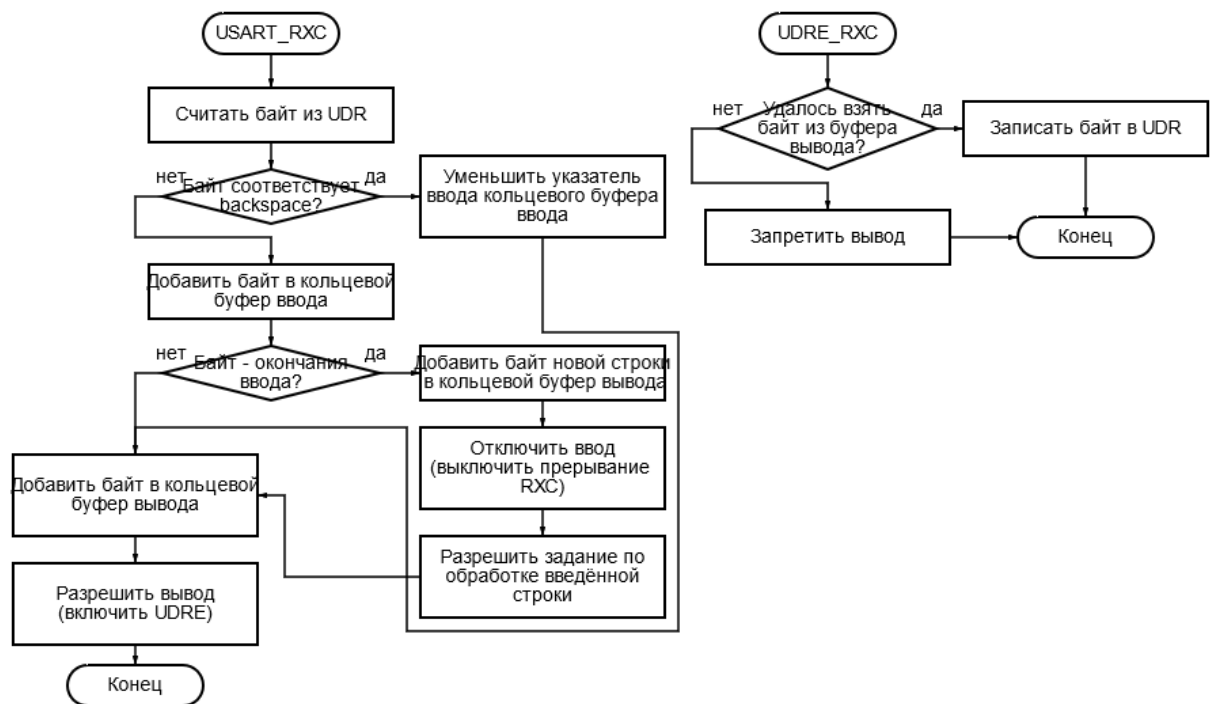 USART_RXC
Считать байт из UDR
нет
да
Байт соответствует
backspace?
Уменьшить указатель
ввода кольцевого буфера
ввода
Добавить байт в кольцевой
буфер ввода
нет
да
Байт - окончания
ввода?
Добавить байт новой строки
в кольцевой буфер вывода
Отключить ввод
(выключить прерывание
RXC)
Разрешить задание по
обработке введённой
строки
Добавить байт в кольцевой
буфер вывода
Разрешить вывод
(включить UDRE)
Конец
UDRE_RXC
нет
да
Удалось взять
байт из буфера
вывода?
Записать байт в UDR
Запретить вывод
Конец